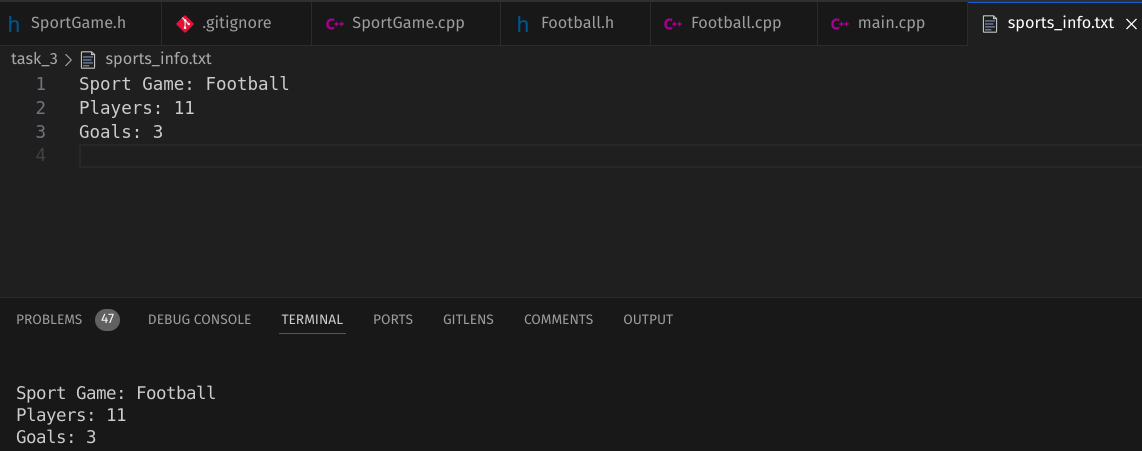 SportGame.h .gitignore SportGame.cpp Football.h Football.cpp main.cpp sports_info.txt
task_3 > sports_info.txt
1 Sport Game: Football
2 Players: 11
3 Goals: 3
4
PROBLEMS 47 DEBUG CONSOLE TERMINAL PORTS GITLENS COMMENTS OUTPUT
Sport Game: Football
Players: 11
Goals: 3